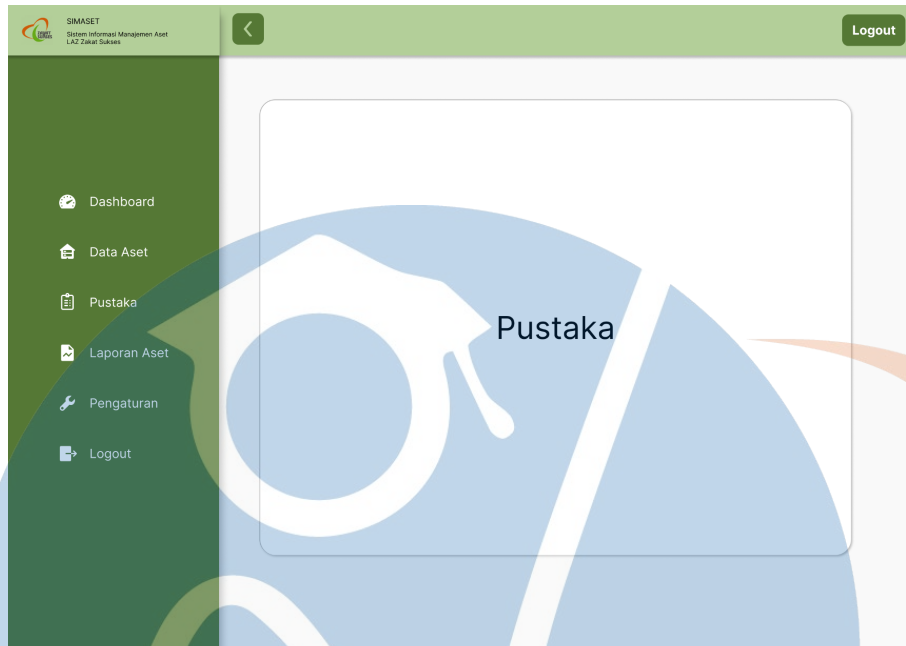 SIMASET
Sistem Informasi Manajemen Aset
LAZ Zakat Sukses
Logout
Dashboard
Data Aset
Pustaka
Laporan Aset
Pengaturan
Logout
Pustaka